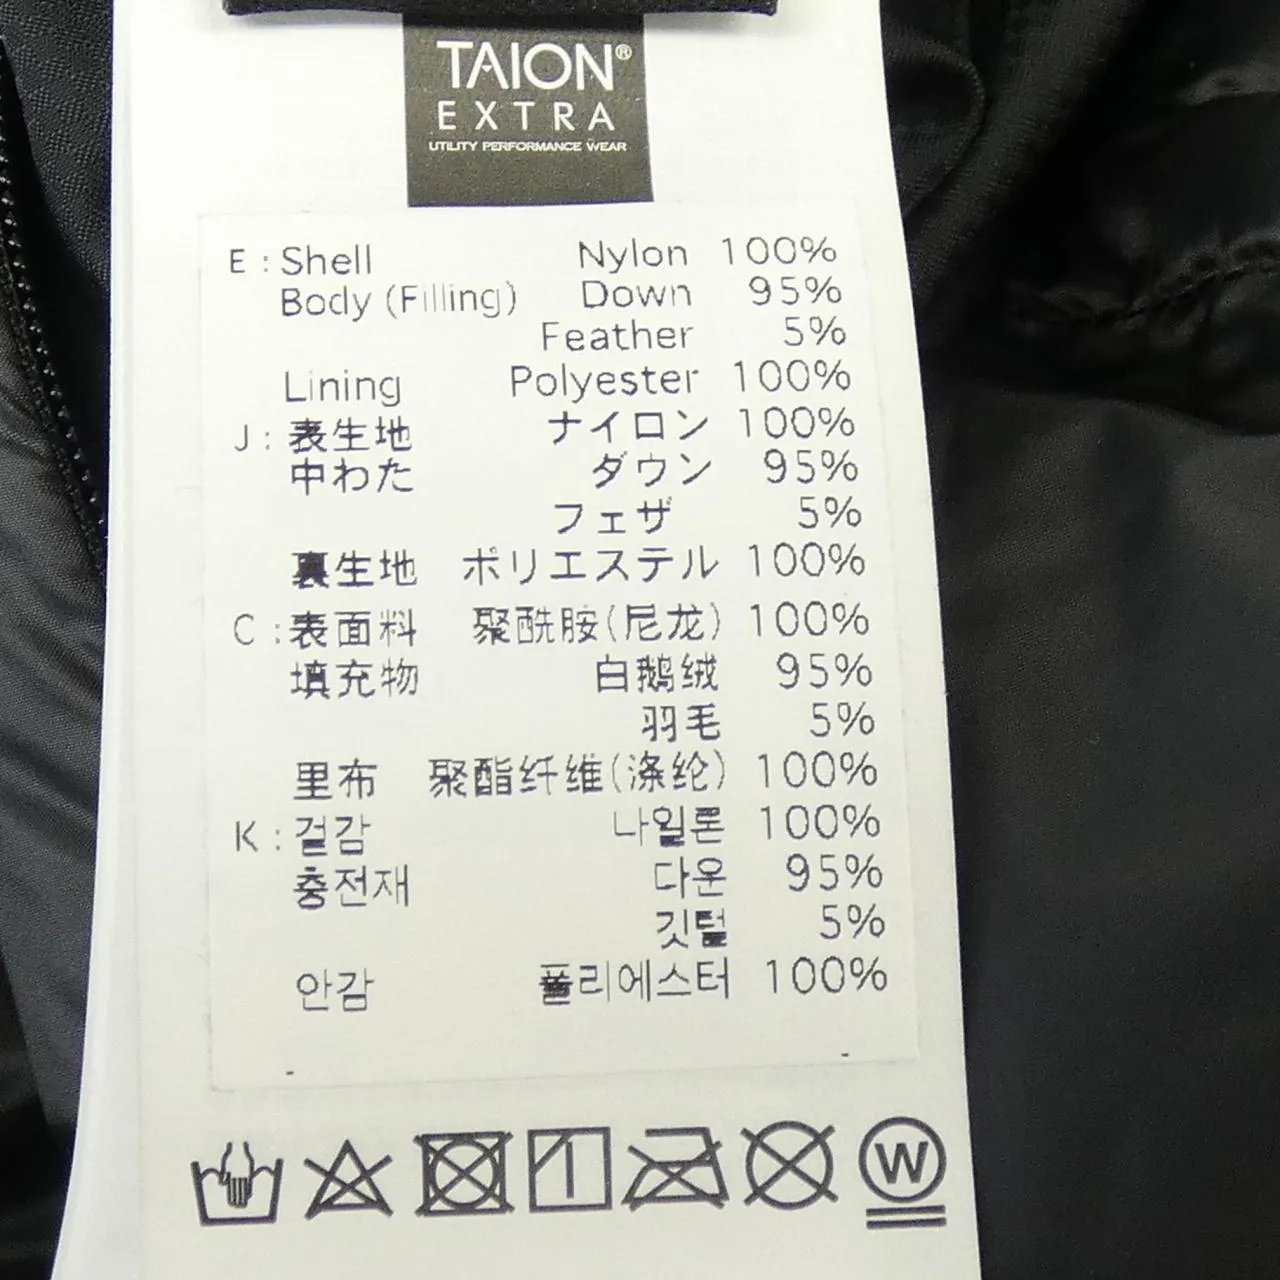 TAION®
EXTRA
UTILITY PERFORMANCE WEAR
E : Shell Nylon 100%
Body (Filling) Down 95%
Feather 5%
Lining Polyester 100%
J : 表生地 ナイロン 100%
中わた ダウン 95%
フェザ 5%
裏生地 ポリエステル 100%
C : 表面料 聚酰胺(尼龙) 100%
填充物 白鹅绒 95%
羽毛 5%
里布 聚酯纤维(涤纶) 100%
K : 겉감 나일론 100%
충전재 다운 95%
깃털 5%
안감 폴리에스터 100%
W